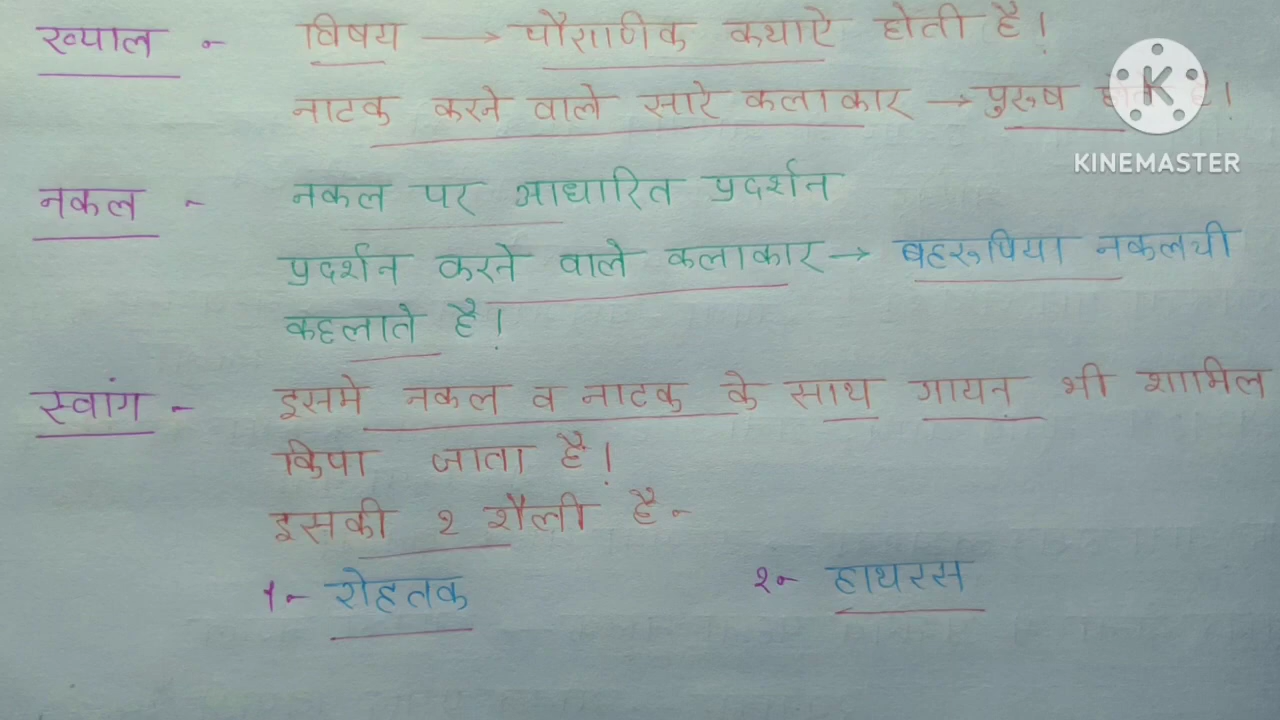 ख्याल - विषय → पौराणिक कथाऐ होती है।
नाटक करने वाले सारे कलाकार → पुरुष होते है।
KINEMASTER
नकल - नकल पर आधारित प्रदर्शन
प्रदर्शन करने वाले कलाकार → बहरुपिया नकलची
कहलाते है।
स्वांग - इसमे नकल व नाटक के साथ गायन भी शामिल
किया जाता है।
इसकी २ शैली है -
१- रोहतक २- हाथरस